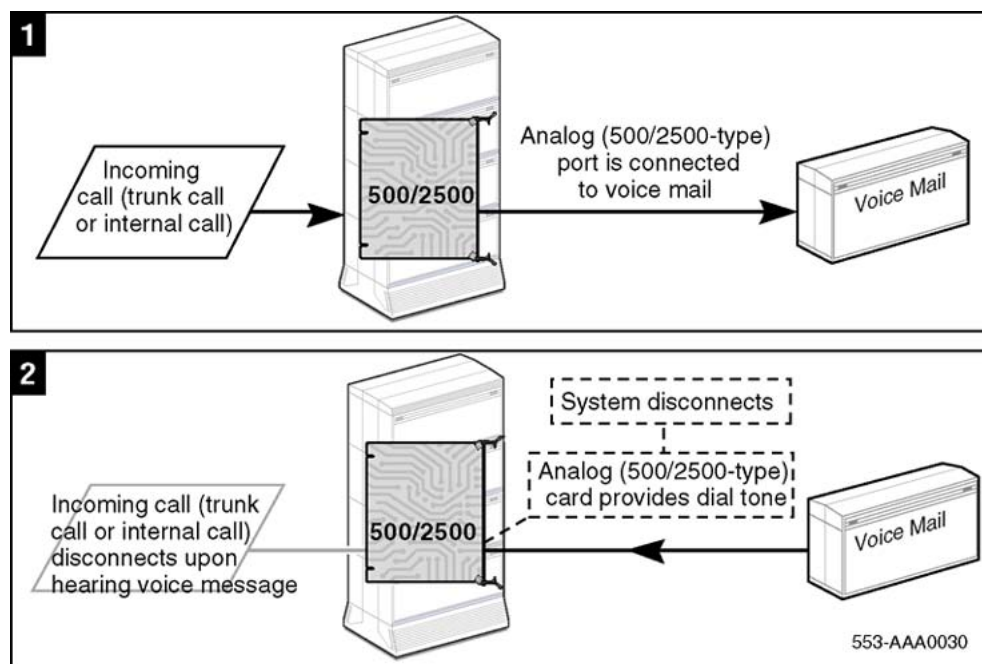 1
Incoming
call (trunk call
or internal call)
500/2500
Analog (500/2500-type)
port is connected
to voice mail
Voice Mail
2
Incoming call (trunk
call or internal call)
disconnects upon
hearing voice message
500/2500
System disconnects
Analog (500/2500-type)
card provides dial tone
Voice Mail
553-AAA0030